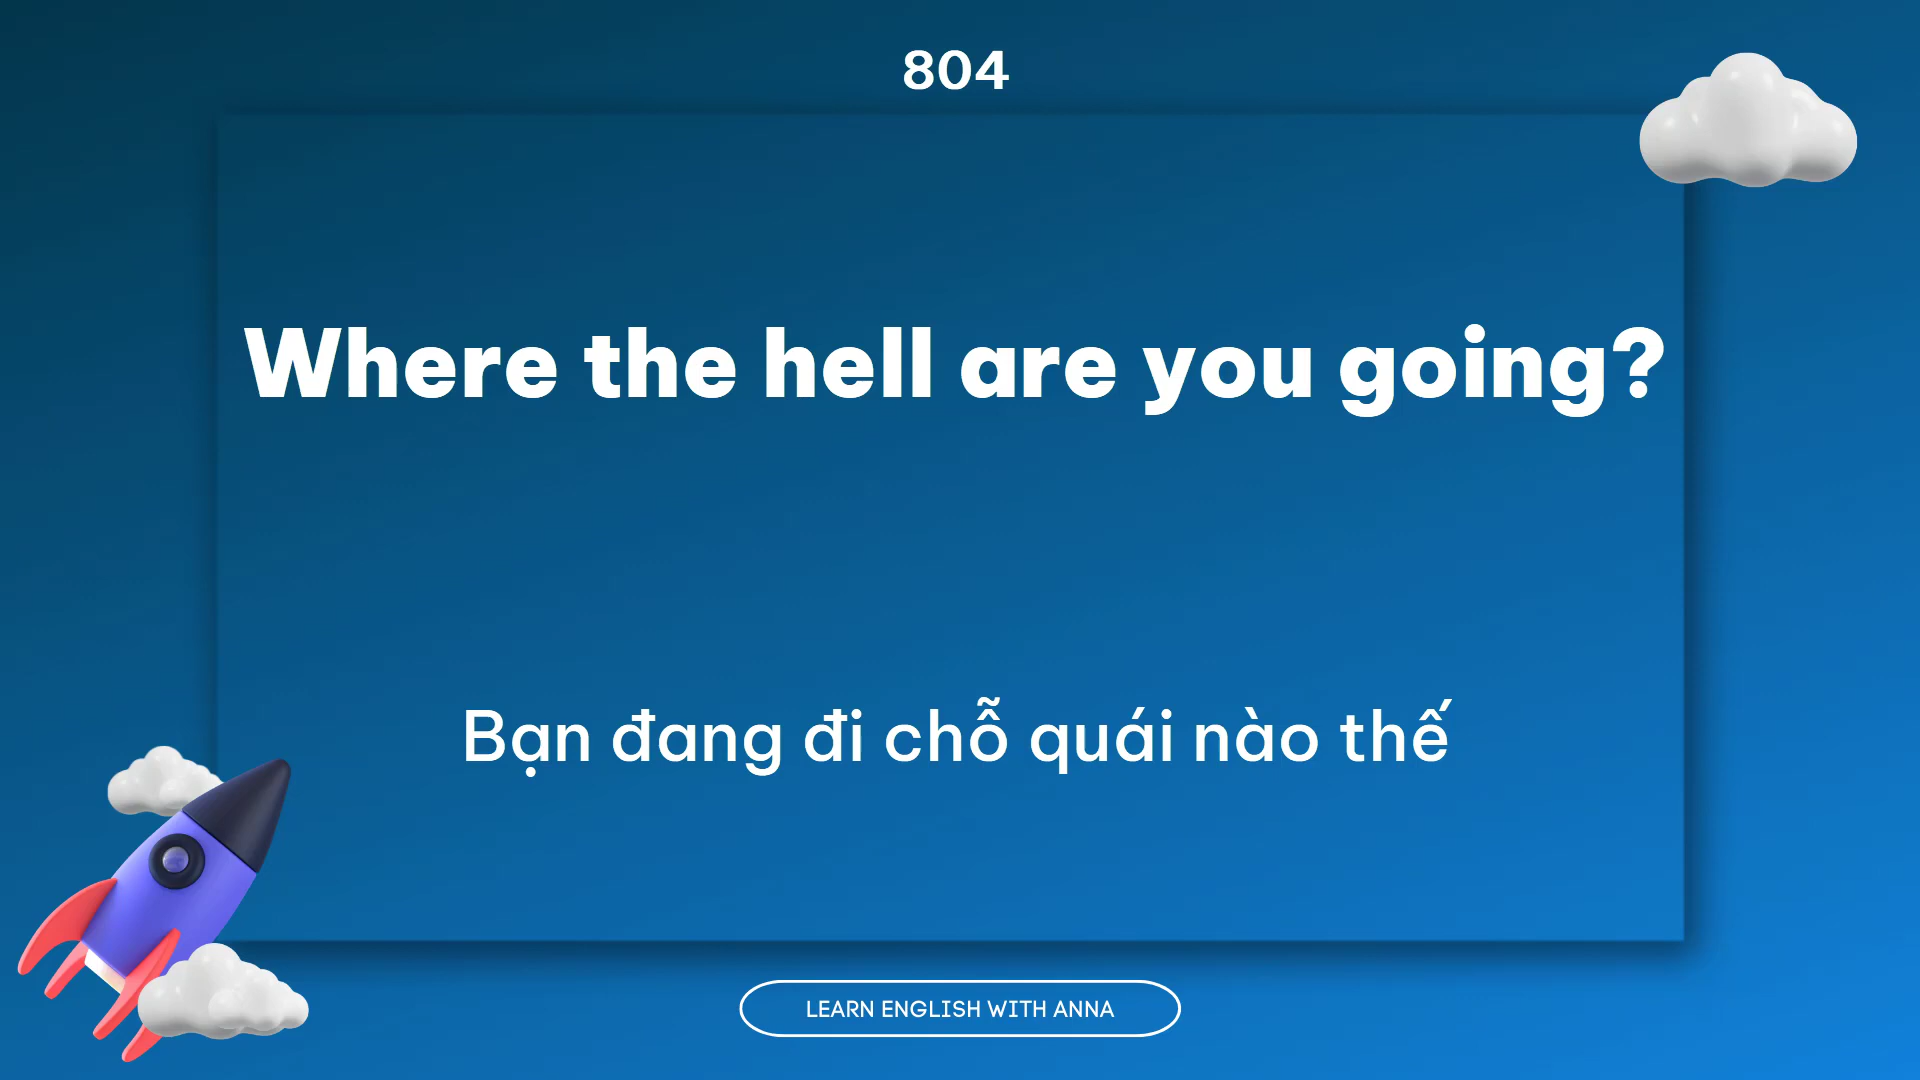 804
Where the hell are you going?
Bạn đang đi chỗ quái nào thế
LEARN ENGLISH WITH ANNA